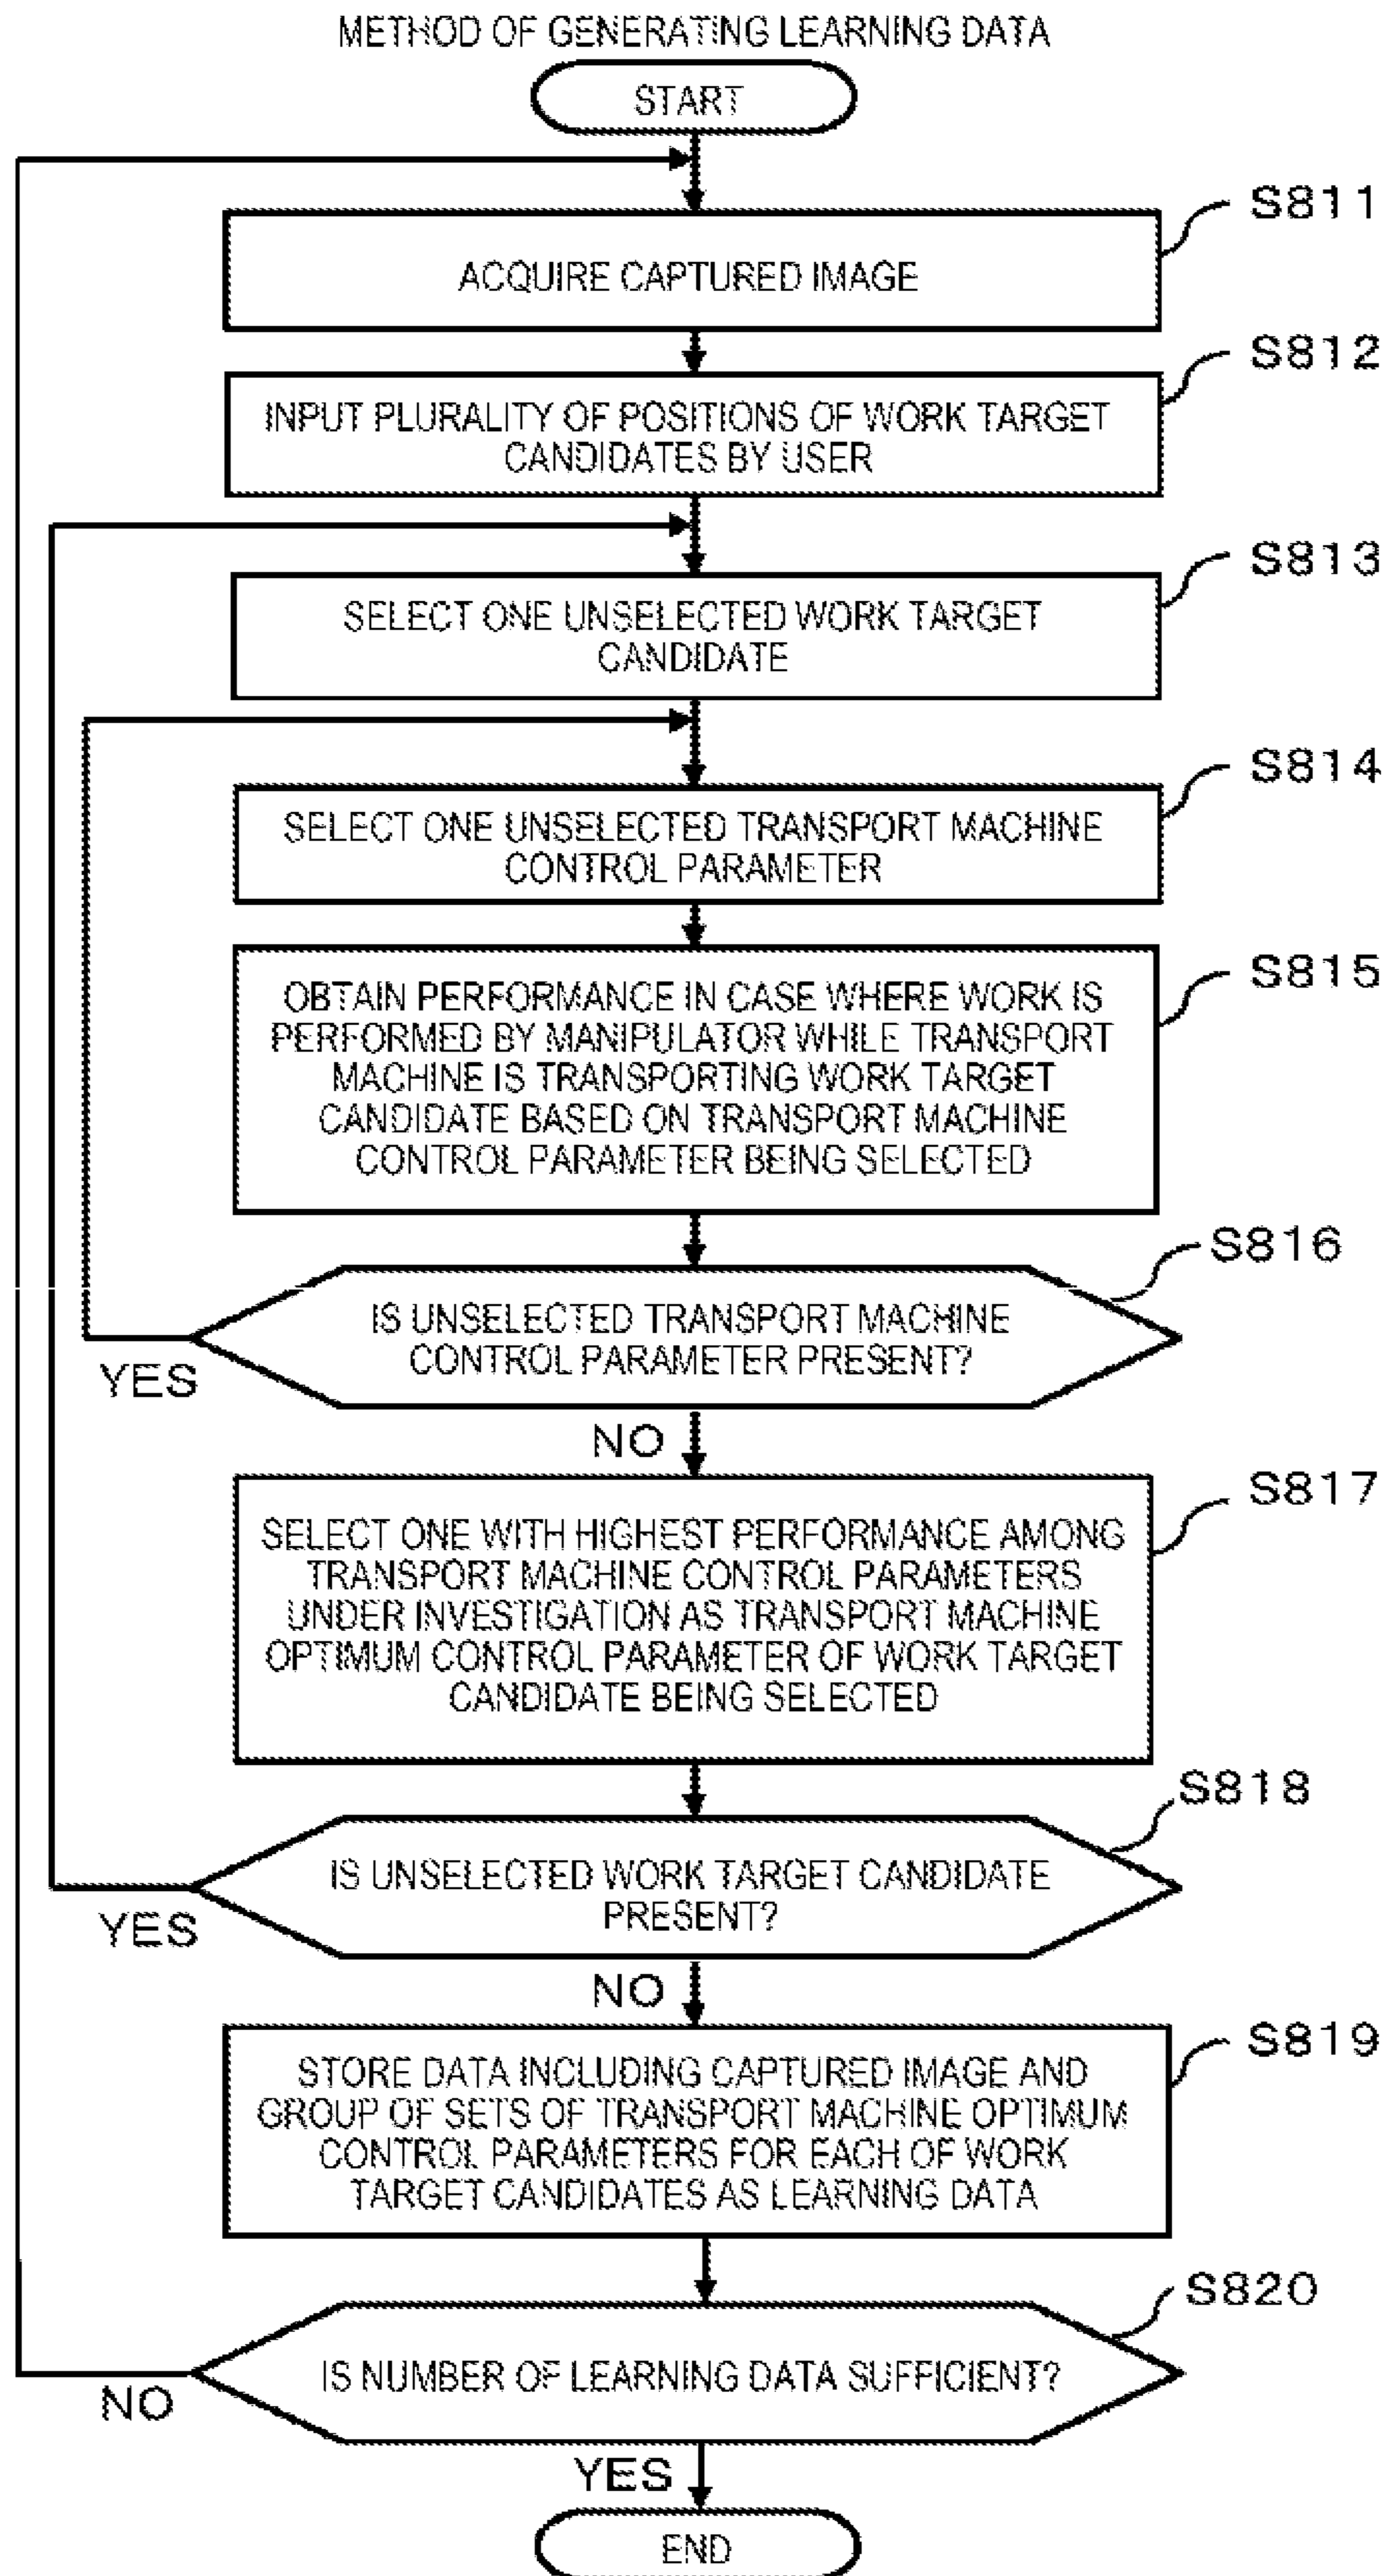 METHOD OF GENERATING LEARNING DATA
START
S811
ACQUIRE CAPTURED IMAGE
S812
INPUT PLURALITY OF POSITIONS OF WORK TARGET
CANDIDATES BY USER
S813
SELECT ONE UNSELECTED WORK TARGET
CANDIDATE
S814
SELECT ONE UNSELECTED TRANSPORT MACHINE
CONTROL PARAMETER
S815
OBTAIN PERFORMANCE IN CASE WHERE WORK IS
PERFORMED BY MANIPULATOR WHILE TRANSPORT
MACHINE IS TRANSPORTING WORK TARGET
CANDIDATE BASED ON TRANSPORT MACHINE
CONTROL PARAMETER BEING SELECTED
S816
IS UNSELECTED TRANSPORT MACHINE
CONTROL PARAMETER PRESENT?
YES
NO
S817
SELECT ONE WITH HIGHEST PERFORMANCE AMONG
TRANSPORT MACHINE CONTROL PARAMETERS
UNDER INVESTIGATION AS TRANSPORT MACHINE
OPTIMUM CONTROL PARAMETER OF WORK TARGET
CANDIDATE BEING SELECTED
S818
IS UNSELECTED WORK TARGET CANDIDATE
PRESENT?
YES
NO
S819
STORE DATA INCLUDING CAPTURED IMAGE AND
GROUP OF SETS OF TRANSPORT MACHINE OPTIMUM
CONTROL PARAMETERS FOR EACH OF WORK
TARGET CANDIDATES AS LEARNING DATA
S820
IS NUMBER OF LEARNING DATA SUFFICIENT?
NO
YES
END